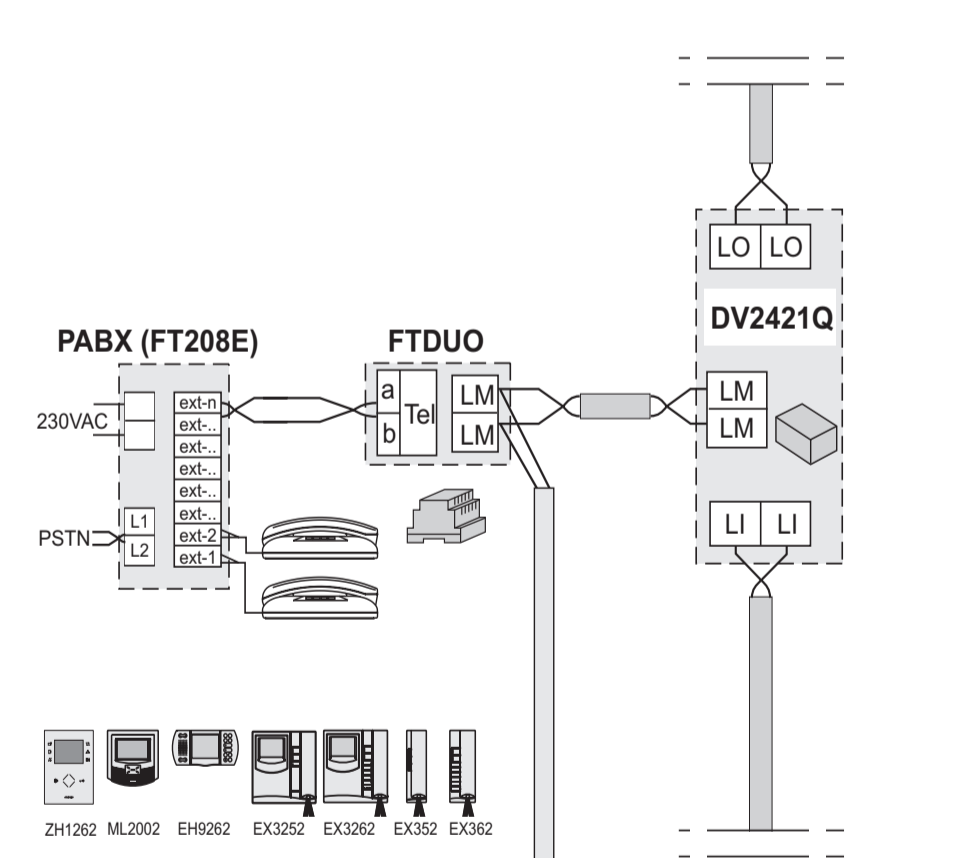 LO LO
DV2421Q
PABX (FT208E)
FTDUO
230VAC
ext-n
ext-..
ext-..
ext-..
ext-..
ext-..
ext-2
ext-1
PSTN
L1
L2
a
b
Tel
LM
LM
LM
LM
LI LI
ZH1262 ML2002 EH9262 EX3252 EX3262 EX352 EX362